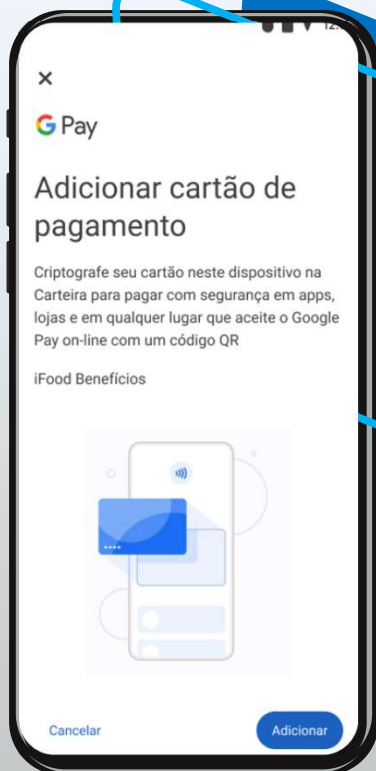 G Pay
Adicionar cartão de
pagamento
Criptografe seu cartão neste dispositivo na
Carteira para pagar com segurança em apps,
lojas e em qualquer lugar que aceite o Google
Pay on-line com um código QR
iFood Benefícios
Cancelar
Adicionar